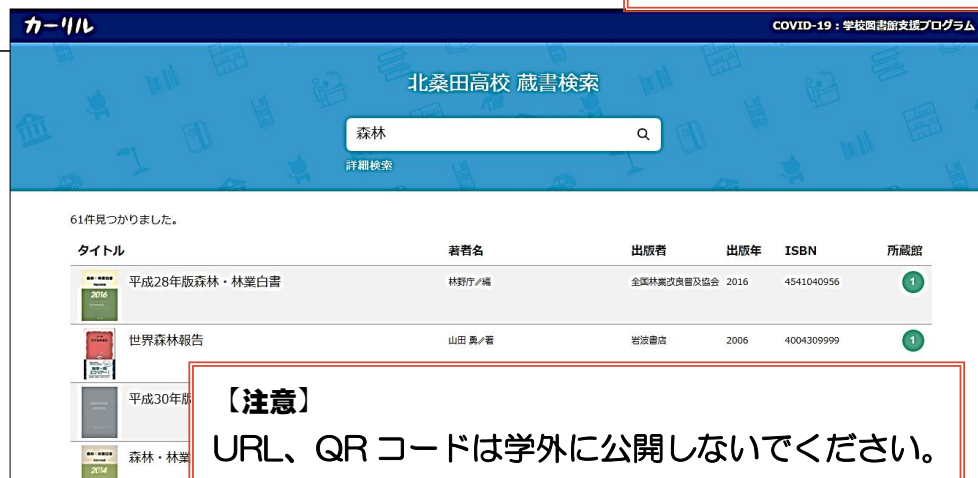 カーリル
COVID-19：学校図書館支援プログラム
北桑田高校 蔵書検索
森林
詳細検索
61件見つかりました。
タイトル 著者名 出版者 出版年 ISBN 所蔵館
平成28年版森林・林業白書 林野庁／編 全国林業改良普及協会 2016 4541040956 1
2016
世界森林報告 山田 勇／著 岩波書店 2006 4004309999 1
平成30年版
森林・林業
2014
【注意】
URL、QR コードは学外に公開しないでください。